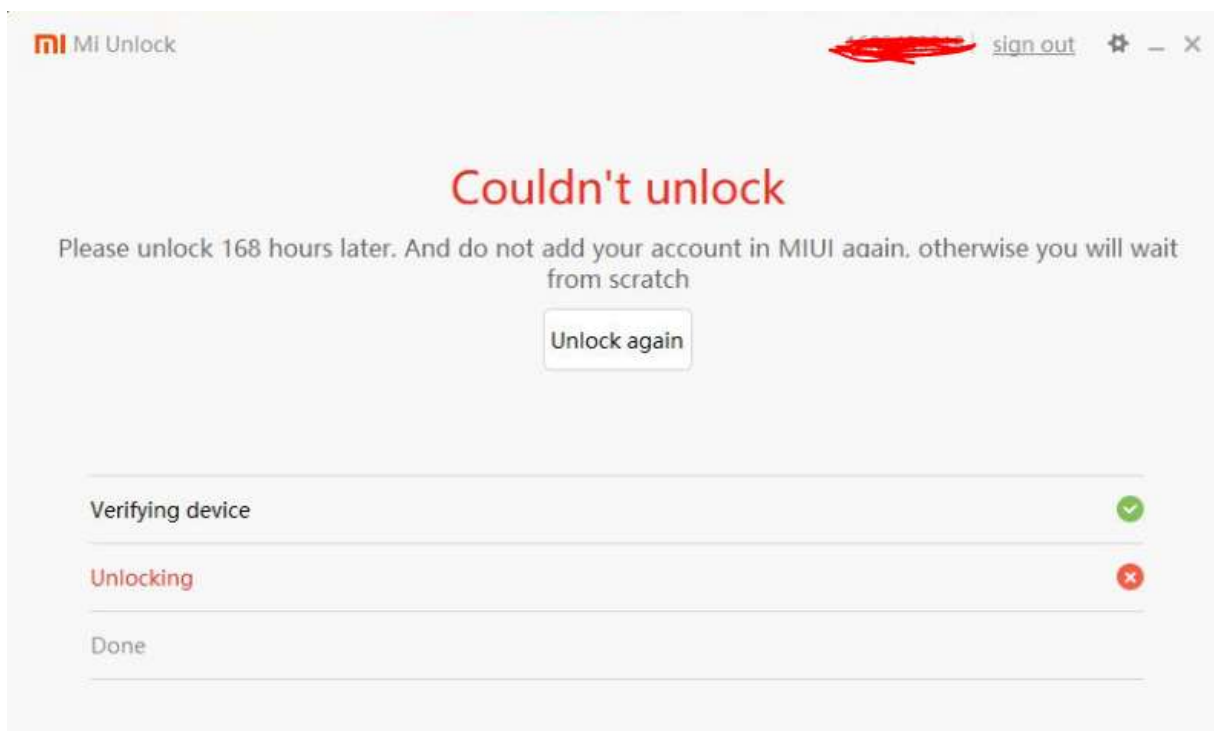 Mi Unlock
sign out
Couldn't unlock
Please unlock 168 hours later. And do not add your account in MIUI again. otherwise you will wait
from scratch
Unlock again
Verifying device
Unlocking
Done